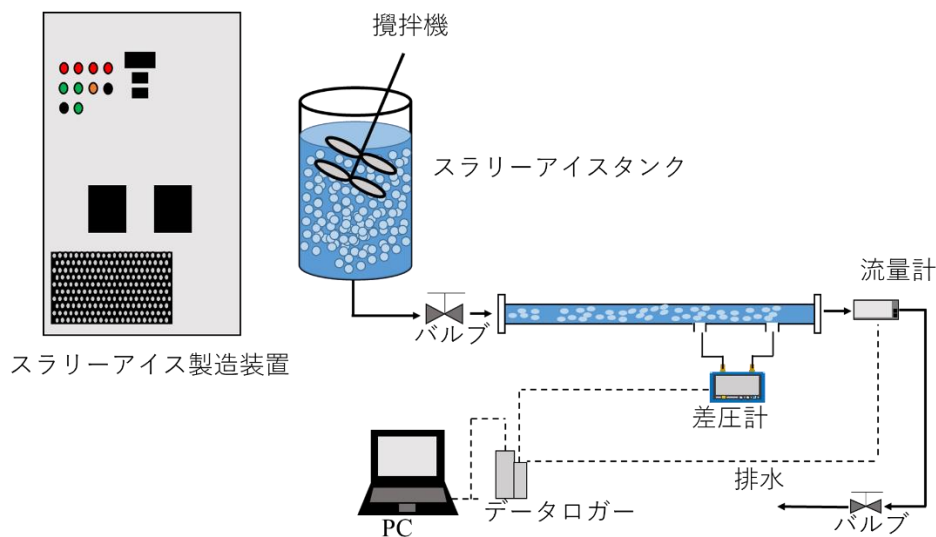 攪拌機
スラリーアイスタンク
流量計
バルブ
スラリーアイス製造装置
差圧計
排水
データロガー
バルブ
PC